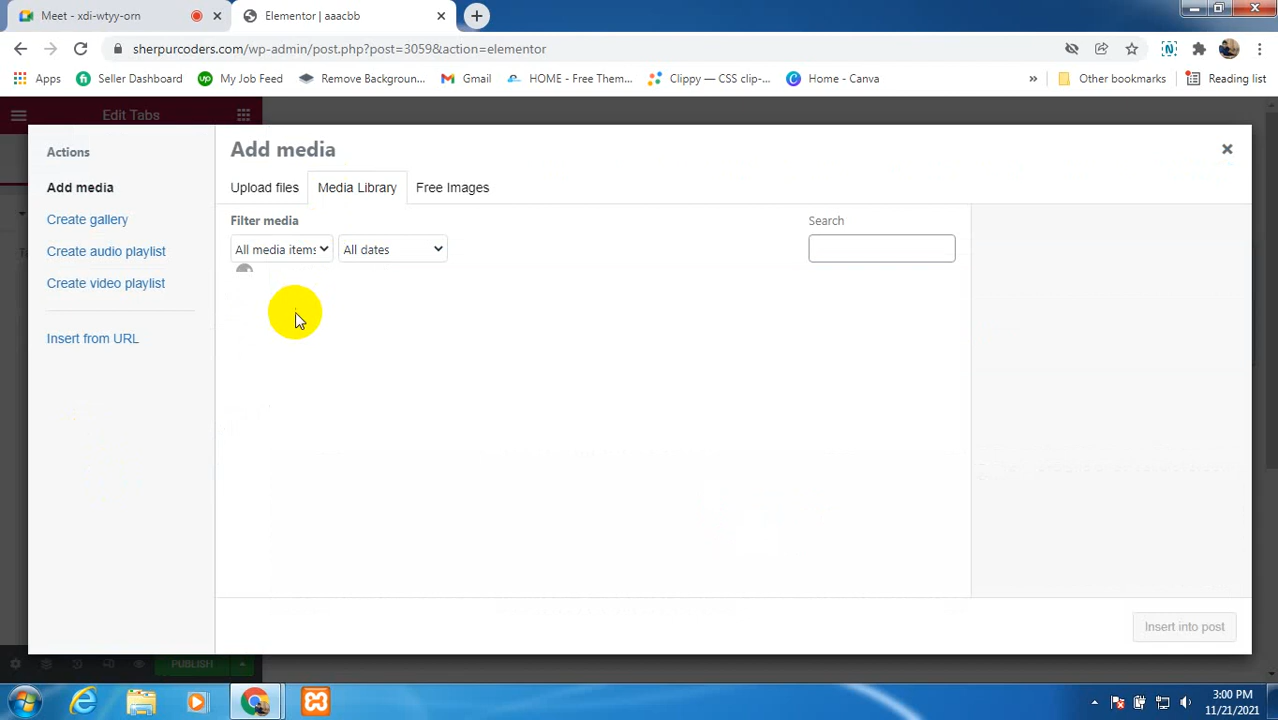 Meet - xdi-wtyy-orn
Elementor | aaacbb
sherpurcoders.com/wp-admin/post.php?post=3059&action=elementor
Apps
Seller Dashboard
My Job Feed
Remove Backgroun...
Gmail
HOME - Free Them...
Clippy — CSS clip-...
Home - Canva
»
Other bookmarks
Reading list
Edit Tabs
Actions
Add media
Create gallery
Create audio playlist
Create video playlist
Insert from URL
Add media
Upload files
Media Library
Free Images
Filter media
Search
All media items
All dates
Insert into post
PUBLISH
3:00 PM
11/21/2021